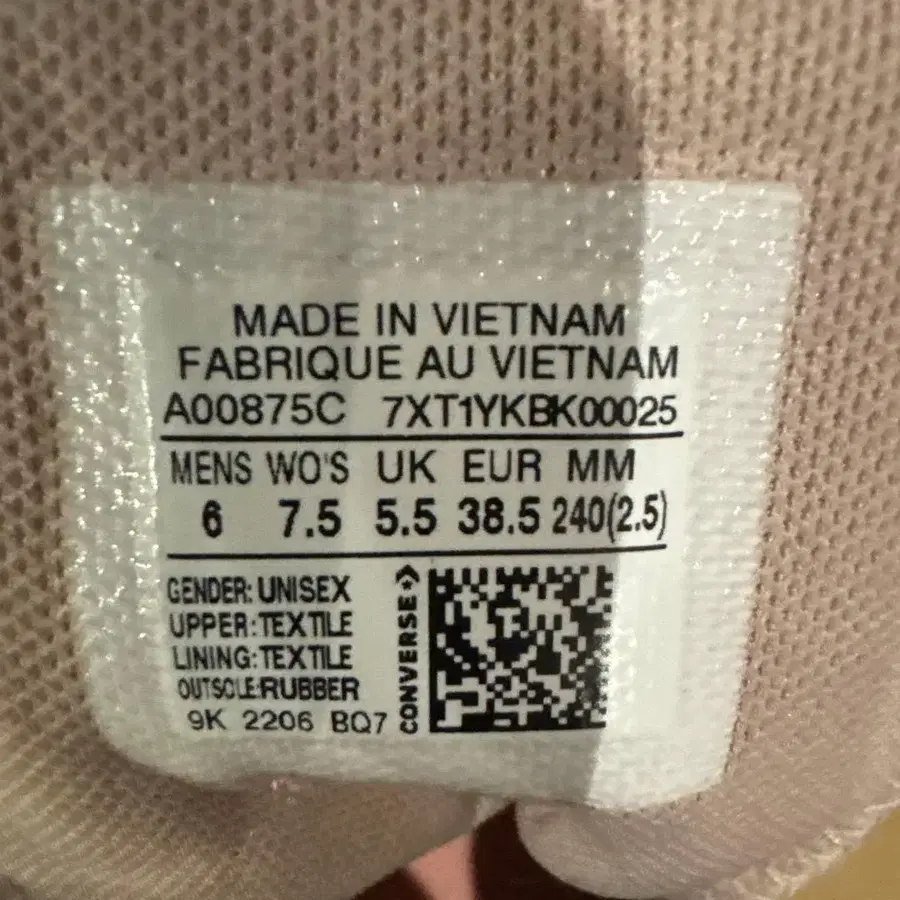 MADE IN VIETNAM
FABRIQUE AU VIETNAM
A00875C 7XT1YKBK00025
MENS WO'S UK EUR MM
6 7.5 5.5 38.5 240(2.5)
GENDER: UNISEX
UPPER: TEXTILE
LINING: TEXTILE
OUTSOLE: RUBBER
9K 2206 BQ7
CONVERSE